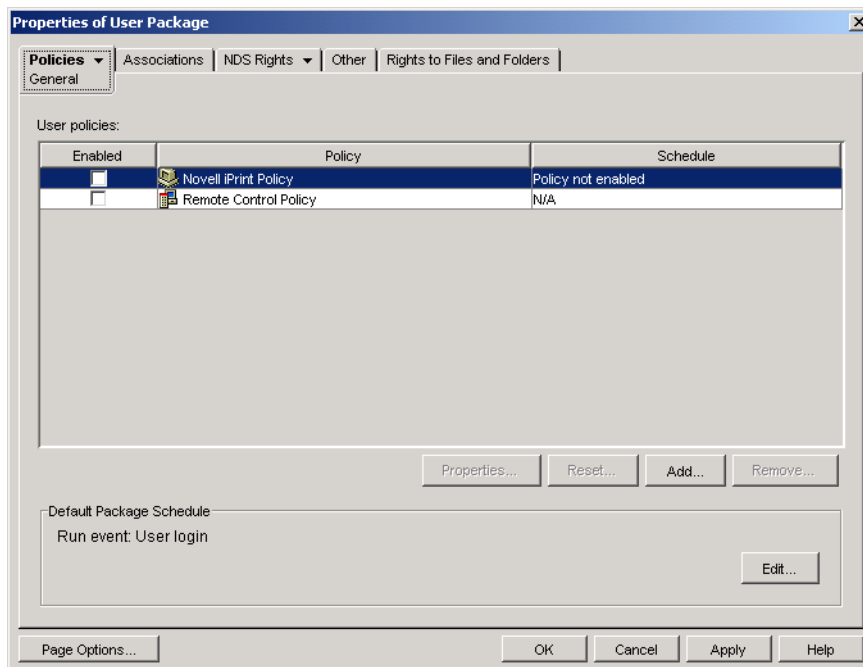 Properties of User Package
Policies Associations NDS Rights Other Rights to Files and Folders
General
User policies:
Enabled Policy Schedule
Novell iPrint Policy Policy not enabled
Remote Control Policy N/A
Properties... Reset... Add... Remove...
Default Package Schedule
Run event: User login
Edit...
Page Options... OK Cancel Apply Help